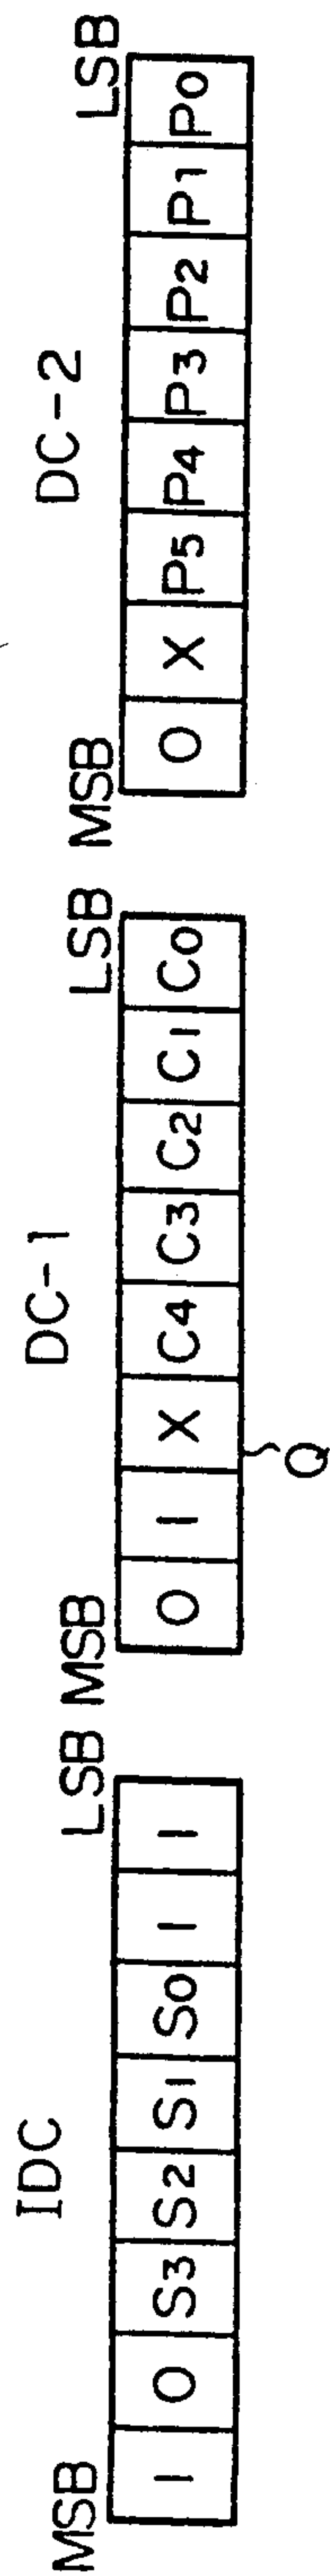 IDC DC-1 DC-2
MSB LSB MSB LSB MSB LSB
1 0 S3 S2 S1 S0 1 1 0 1 X C4 C3 C2 C1 C0 0 X P5 P4 P3 P2 P1 P0
Q